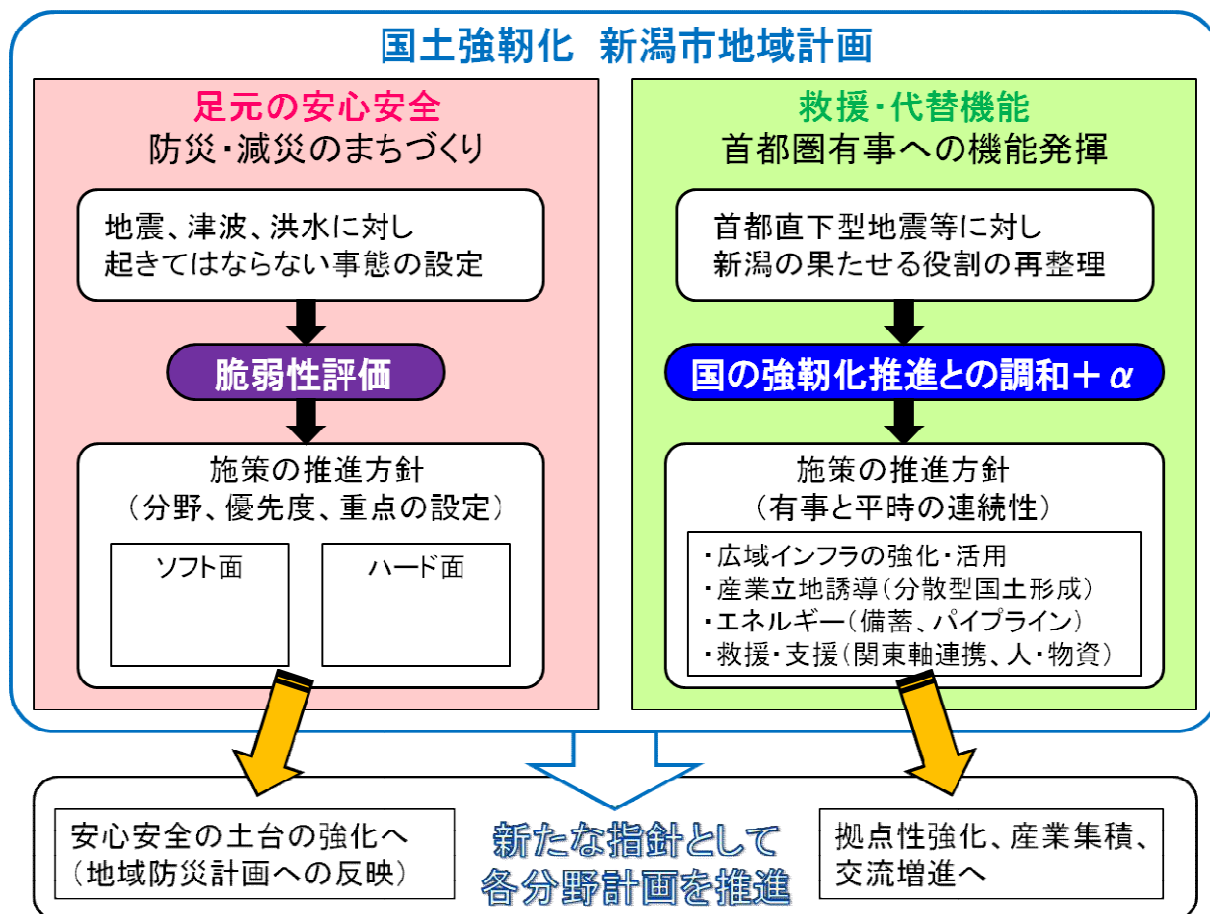 国土強靭化 新潟市地域計画
足元の安心安全
防災・減災のまちづくり
地震、津波、洪水に対し
起きてはならない事態の設定
脆弱性評価
施策の推進方針
(分野、優先度、重点の設定)
ソフト面
ハード面
救援・代替機能
首都圏有事への機能発揮
首都直下型地震等に対し
新潟の果たせる役割の再整理
国の強靭化推進との調和+α
施策の推進方針
(有事と平時の連続性)
・広域インフラの強化・活用
・産業立地誘導(分散型国土形成)
・エネルギー(備蓄、パイプライン)
・救援・支援(関東軸連携、人・物資)
安心安全の土台の強化へ
(地域防災計画への反映)
新たな指針として
各分野計画を推進
拠点性強化、産業集積、
交流増進へ